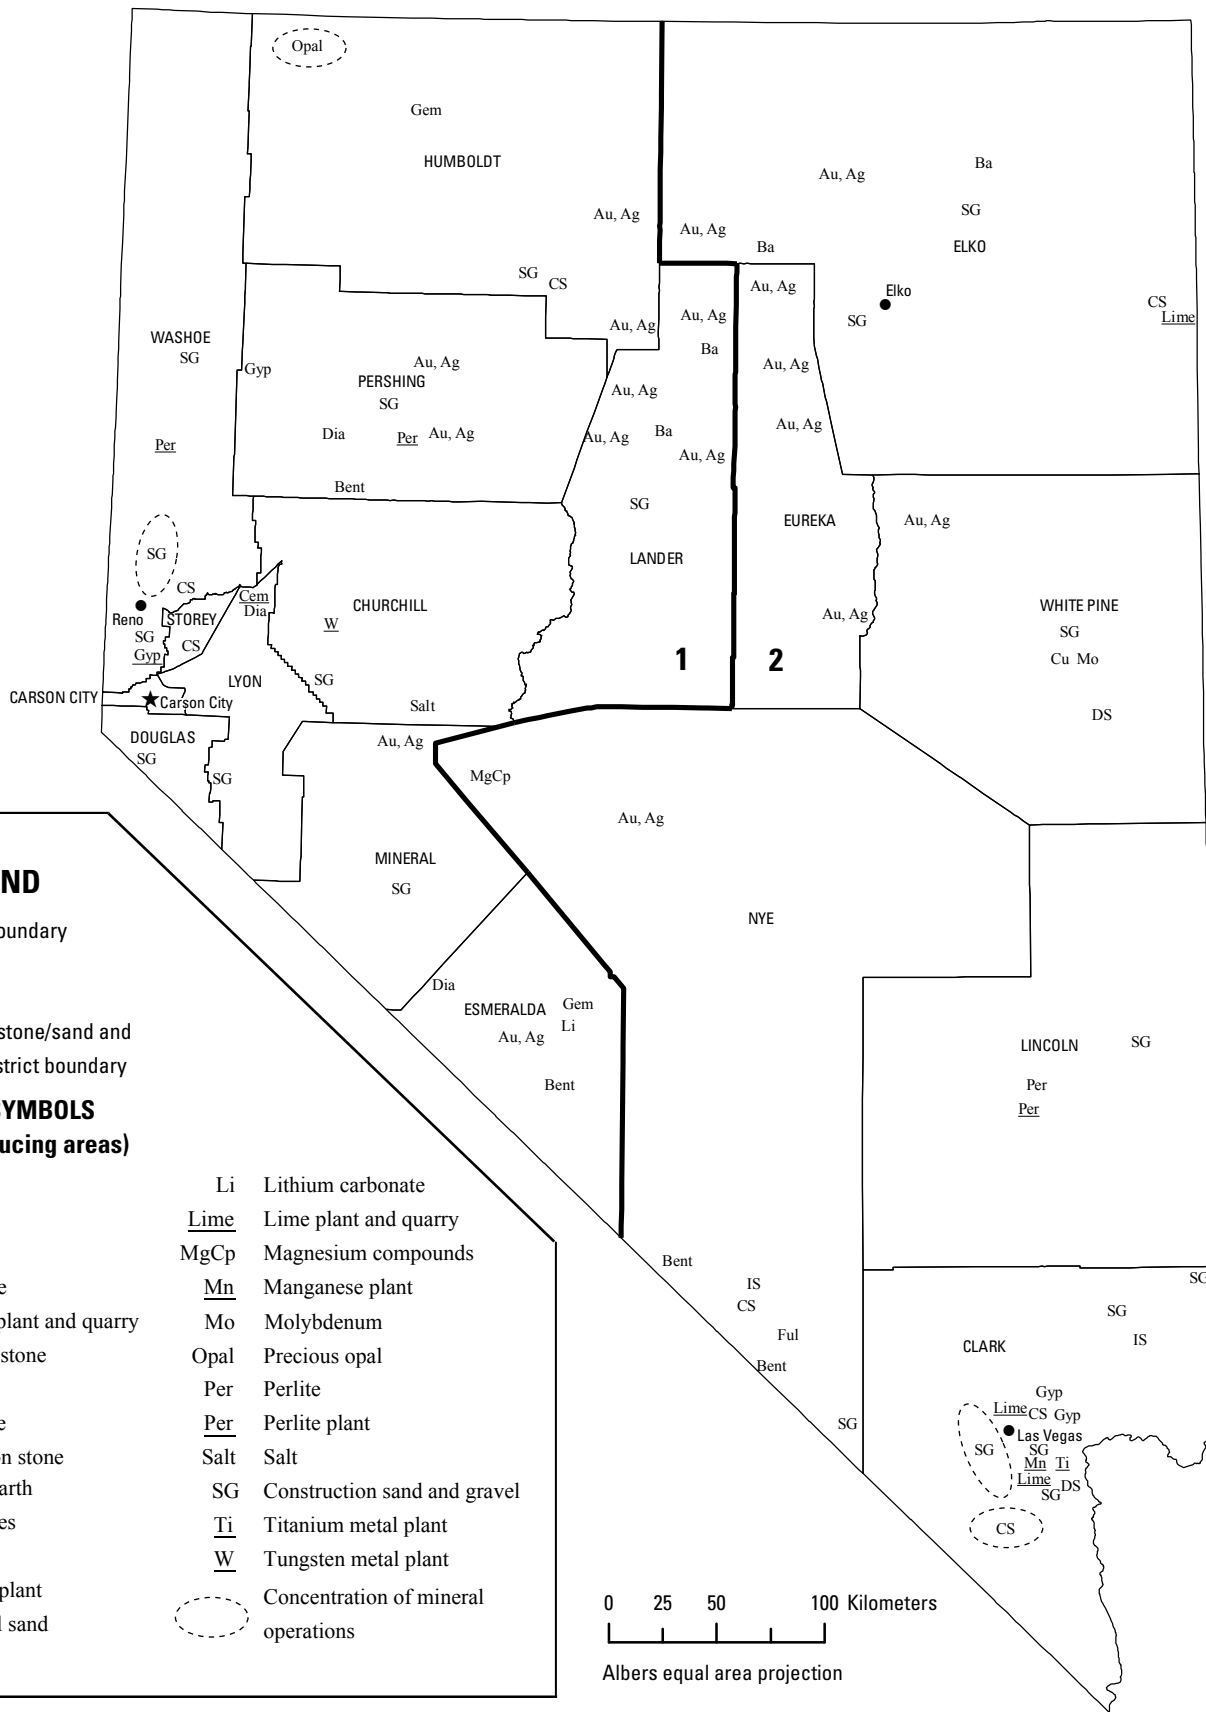 Opal
Gem
HUMBOLDT
Au, Ag
SG
CS
Au, Ag
Au, Ag
Ba
Au, Ag
Ba
SG
ELKO
Elko
SG
CS
Lime
WASHOE
SG
Per
SG
CS
Reno
SG
Gyp
Gyp
Au, Ag
PERSHING
SG
Dia
Per
Au, Ag
Bent
Au, Ag
Ba
Au, Ag
Au, Ag
Ba
Au, Ag
SG
LANDER
1
Au, Ag
Au, Ag
Au, Ag
EUREKA
Au, Ag
2
Au, Ag
WHITE PINE
SG
Cu Mo
DS
STOREY
CS
Cem
Dia
CHURCHILL
W
SG
Salt
LYON
SG
CARSON CITY
Carson City
DOUGLAS
SG
Au, Ag
MINERAL
SG
MgCp
Au, Ag
NYE
Bent
IS
CS
Ful
Bent
SG
Dia
ESMERALDA
Gem
Li
Au, Ag
Bent
LINCOLN
SG
Per
Per
SG
SG
IS
CLARK
Gyp
Lime
CS
Gyp
Las Vegas
SG
SG
Mn
Ti
Lime
DS
SG
CS
ND
oundary
stone/sand and
strict boundary
SYMBOLS
ucing areas)
e
plant and quarry
stone
e
on stone
arth
es
plant
l sand
Li Lithium carbonate
Lime Lime plant and quarry
MgCp Magnesium compounds
Mn Manganese plant
Mo Molybdenum
Opal Precious opal
Per Perlite
Per Perlite plant
Salt Salt
SG Construction sand and gravel
Ti Titanium metal plant
W Tungsten metal plant
Concentration of mineral
operations
0 25 50 100 Kilometers
Albers equal area projection